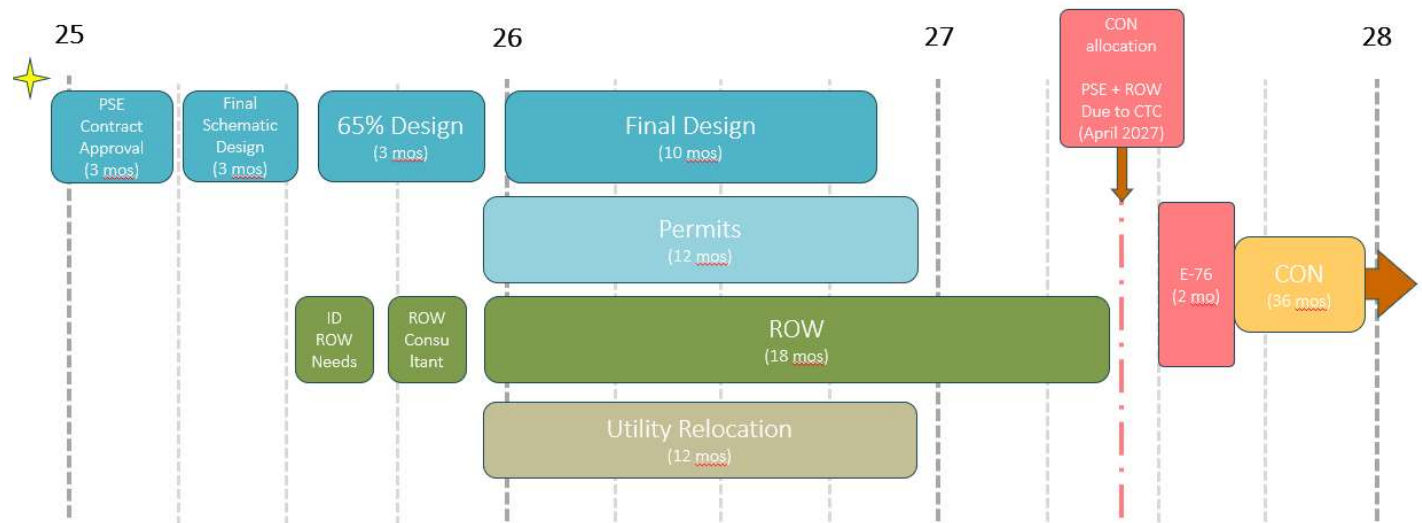 25
26
27
28
CON
allocation
PSE + ROW
Due to CTC
(April 2027)
PSE
Contract
Approval
(3 mos)
Final
Schematic
Design
(3 mos)
65% Design
(3 mos)
Final Design
(10 mos)
Permits
(12 mos)
E-76
(2 mo)
CON
(36 mos)
ID
ROW
Needs
ROW
Consu
ltant
ROW
(18 mos)
Utility Relocation
(12 mos)